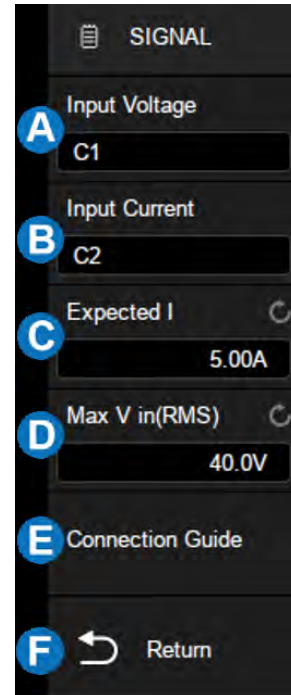 SIGNAL
A
Input Voltage
C1
B
Input Current
C2
C
Expected I
5.00A
D
Max V in(RMS)
40.0V
E
Connection Guide
F
Return